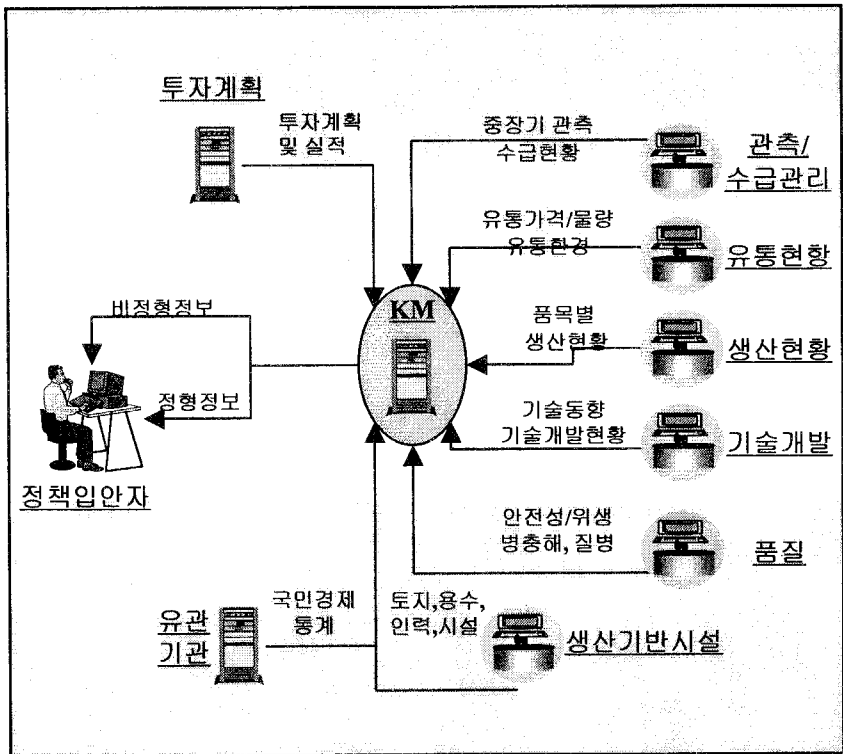 투자계획
투자계획
및 실적
중장기 관측
수급현황
관측/
수급관리
유통가격/물량
유통환경
유통현항
KM
품목별
생산현황
생산현황
비정형정보
정형정보
정책입안자
기술동향
기술개발현황
기술개발
안전성/위생
병충해, 질병
품질
유관
기관
국민경제
통계
토지,용수,
인력,시설
생산기반시설